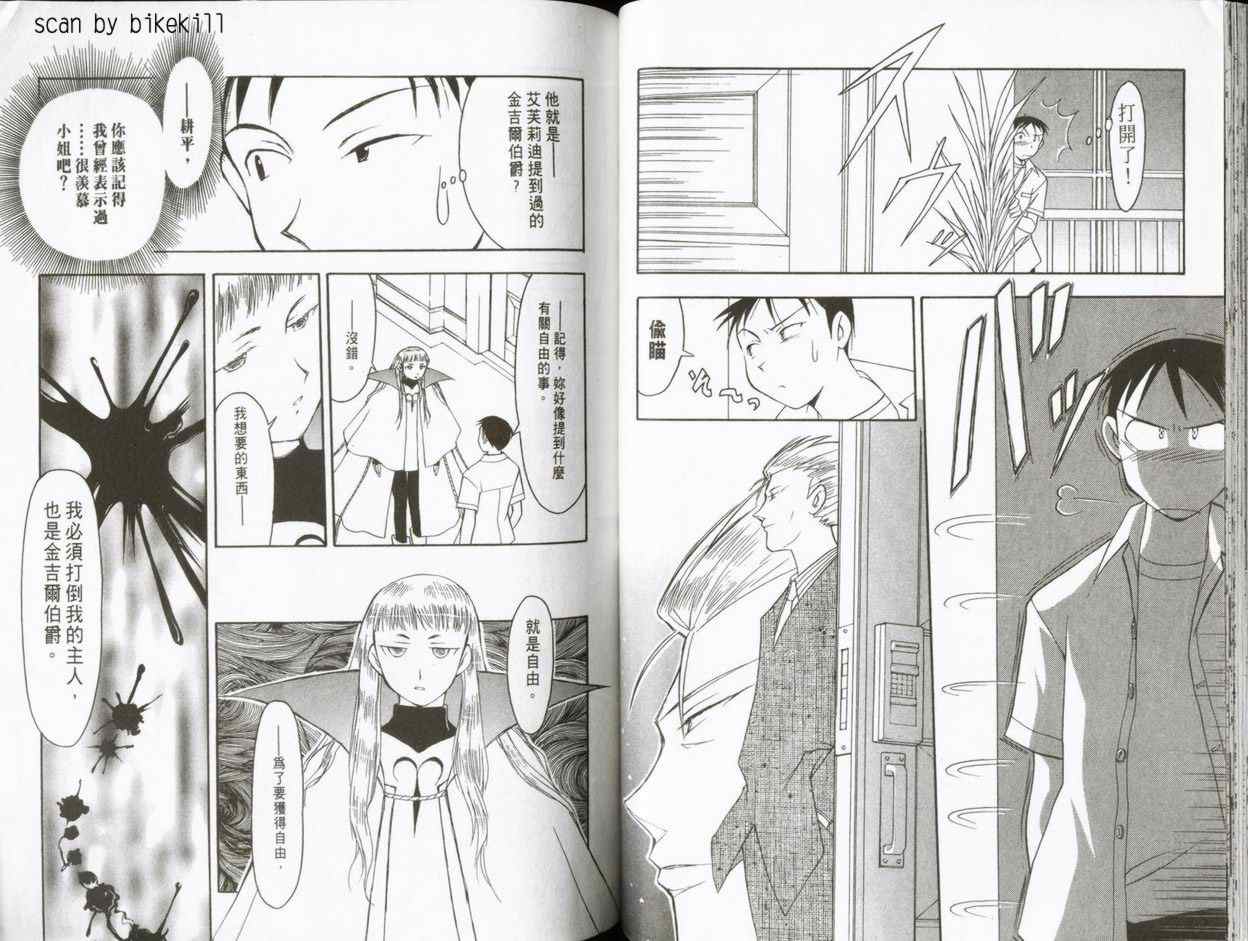 scan by bikekill
打開了！
偷瞄
他就是——
艾芙莉迪提到過的
金吉爾伯爵？
——耕平，
你應該記得
我曾經表示過
……很羨慕
小姐吧？
——記得，妳好像提到什麼
有關自由的事。
——沒錯。
我想要的東西——
就是自由。
——為了要獲得自由，
我必須打倒我的主人，
也是金吉爾伯爵。